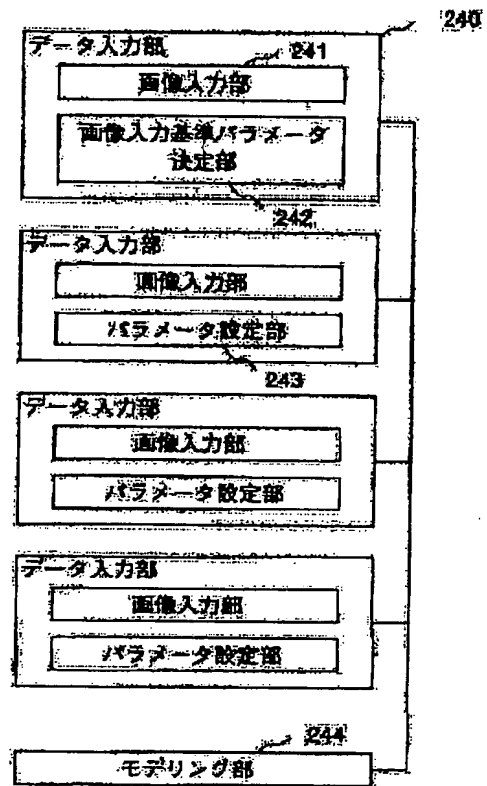 240
データ入力部
241
画像入力部
画像入力基準パラメータ
決定部
242
データ入力部
画像入力部
パラメータ設定部
243
データ入力部
画像入力部
パラメータ設定部
データ入力部
画像入力部
パラメータ設定部
244
モデリング部